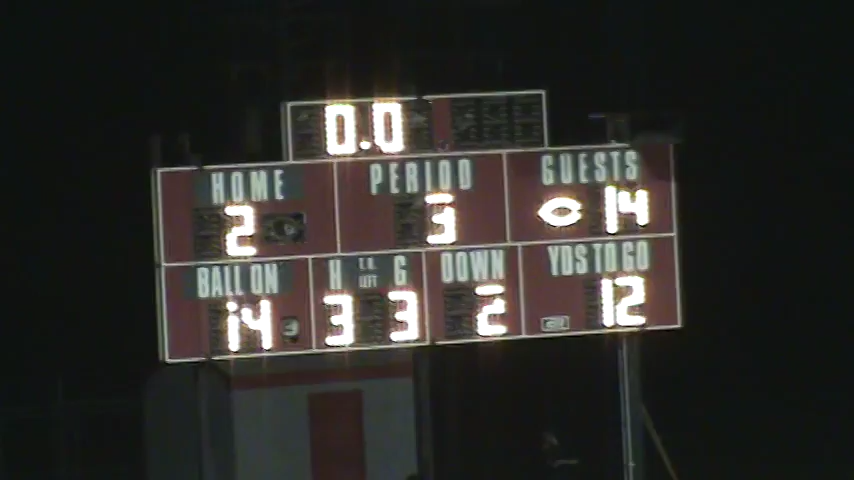 0.0
HOME PERIOD GUESTS
2 3 14
BALL ON H T.O. LEFT G DOWN YDS TO GO
14 3 3 2 12